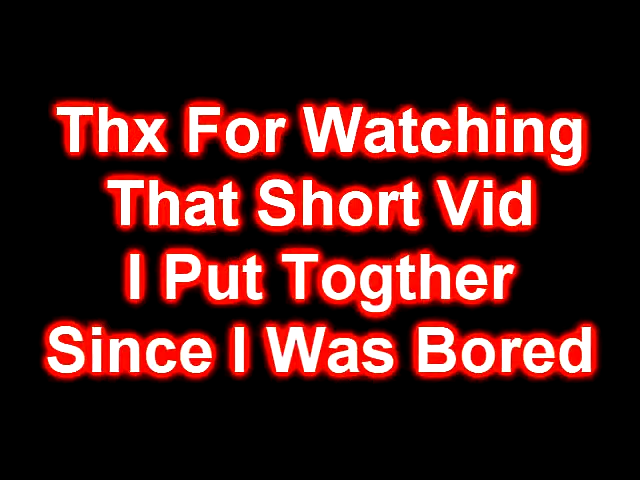 Thx For Watching
That Short Vid
I Put Togther
Since I Was Bored